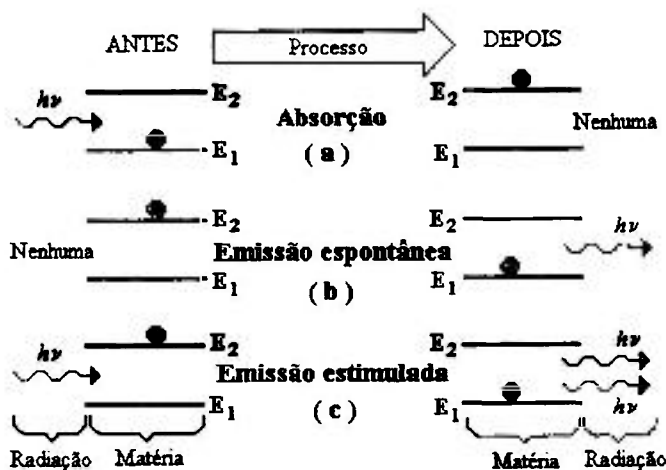 ANTES Processo DEPOIS
hν E₂ E₂
Absorção Nenhuma
E₁ (a) E₁
E₂ E₂
Nenhuma Emissão espontânea hν
E₁ (b) E₁
hν E₂ E₂ hν
Emissão estimulada
E₁ (c) E₁ hν
Radiação Matéria Matéria Radiação